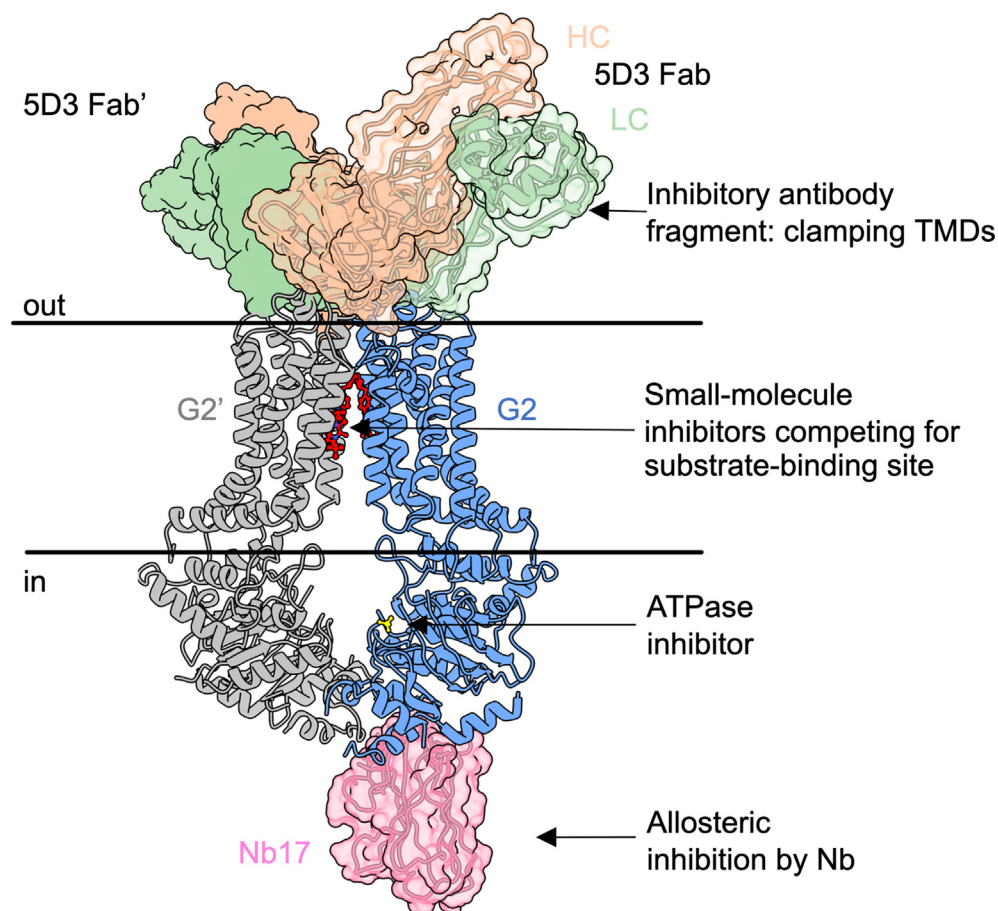 HC
5D3 Fab
5D3 Fab’
LC
Inhibitory antibody
fragment: clamping TMDs
out
G2’
G2
Small-molecule
inhibitors competing for
substrate-binding site
in
ATPase
inhibitor
Nb17
Allosteric
inhibition by Nb